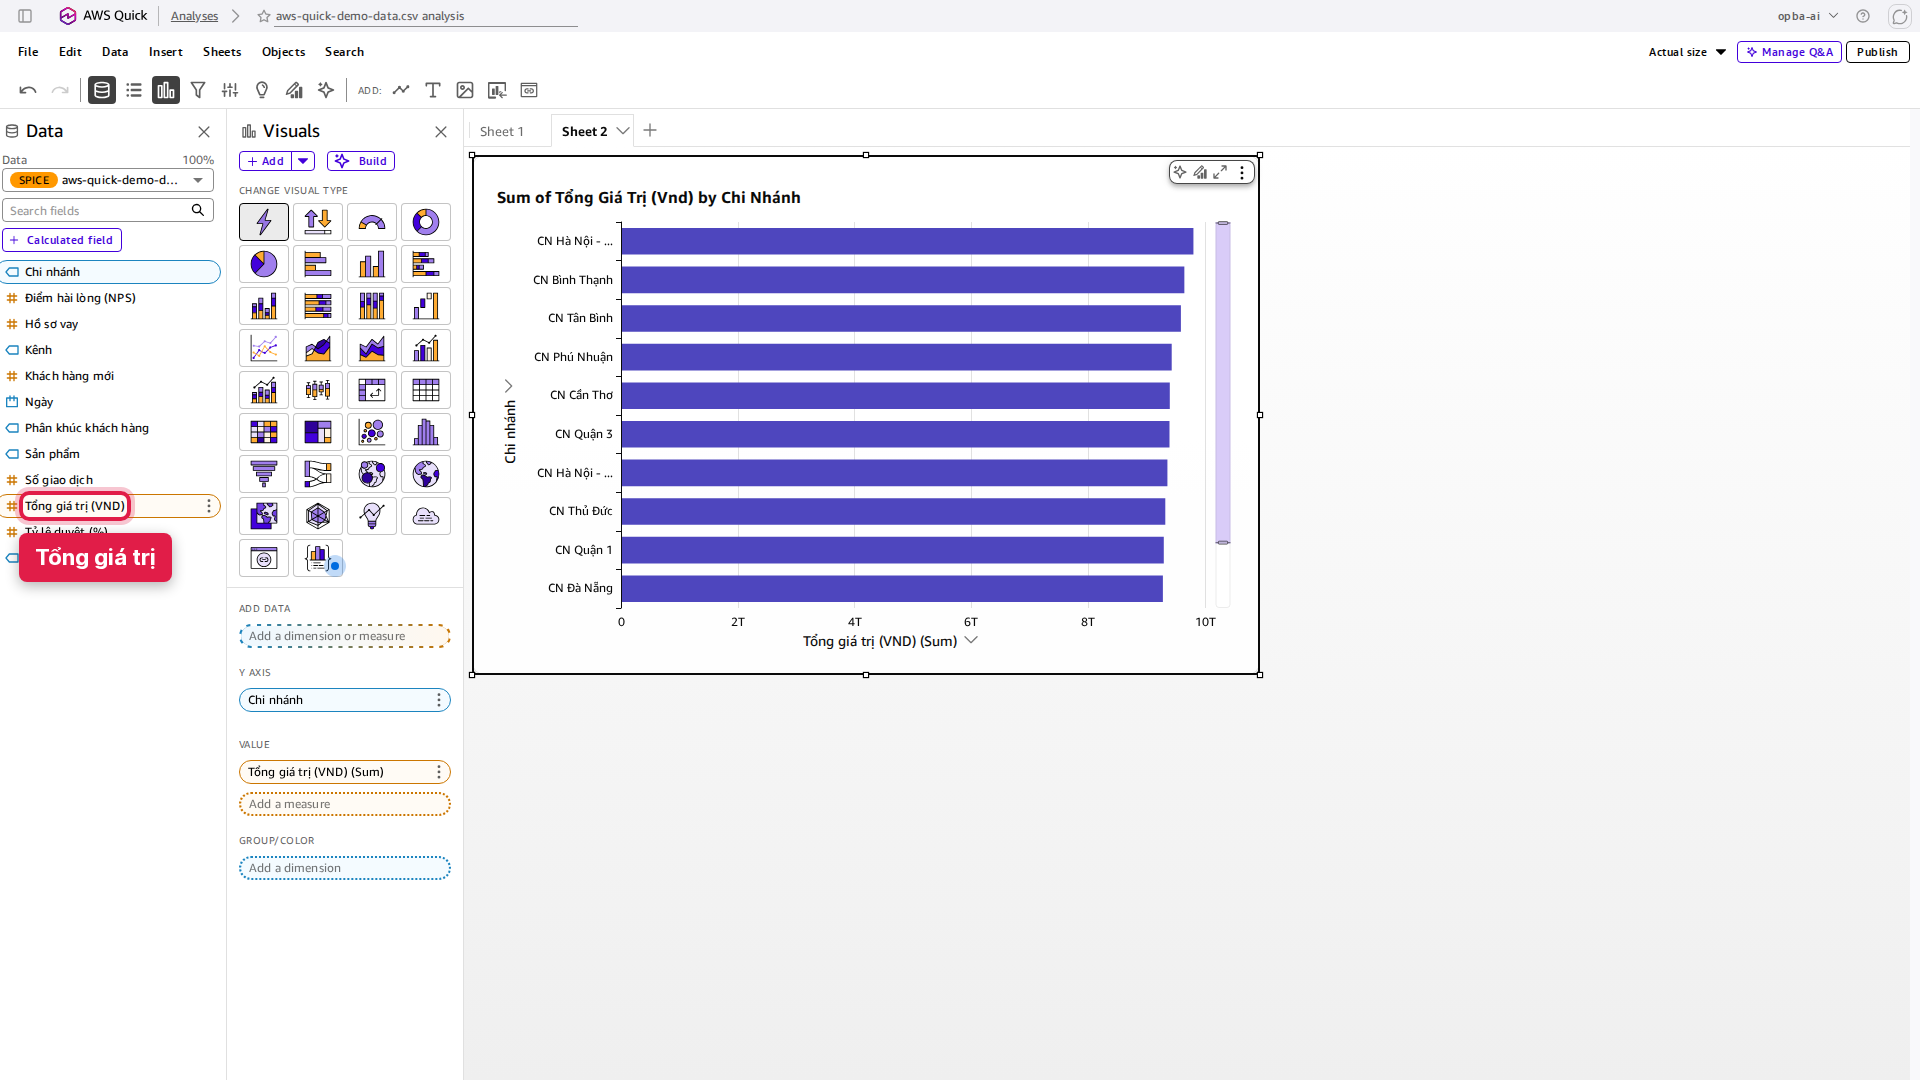 AWS Quick
Analyses
aws-quick-demo-data.csv analysis
opba-ai
File
Edit
Data
Insert
Sheets
Objects
Search
Actual size
Manage Q&A
Publish
ADD:
Data
Data
100%
SPICE
aws-quick-demo-d...
Search fields
Calculated field
Chi nhánh
Điểm hài lòng (NPS)
Hồ sơ vay
Kênh
Khách hàng mới
Ngày
Phân khúc khách hàng
Sản phẩm
Số giao dịch
Tổng giá trị (VND)
Tỷ lệ duyệt (%)
Tổng giá trị
Visuals
Add
Build
CHANGE VISUAL TYPE
ADD DATA
Add a dimension or measure
Y AXIS
Chi nhánh
VALUE
Tổng giá trị (VND) (Sum)
Add a measure
GROUP/COLOR
Add a dimension
Sheet 1
Sheet 2
Sum of Tổng Giá Trị (Vnd) by Chi Nhánh
Chi nhánh
CN Hà Nội - ...
CN Bình Thạnh
CN Tân Bình
CN Phú Nhuận
CN Cần Thơ
CN Quận 3
CN Hà Nội - ...
CN Thủ Đức
CN Quận 1
CN Đà Nẵng
0
2T
4T
6T
8T
10T
Tổng giá trị (VND) (Sum)